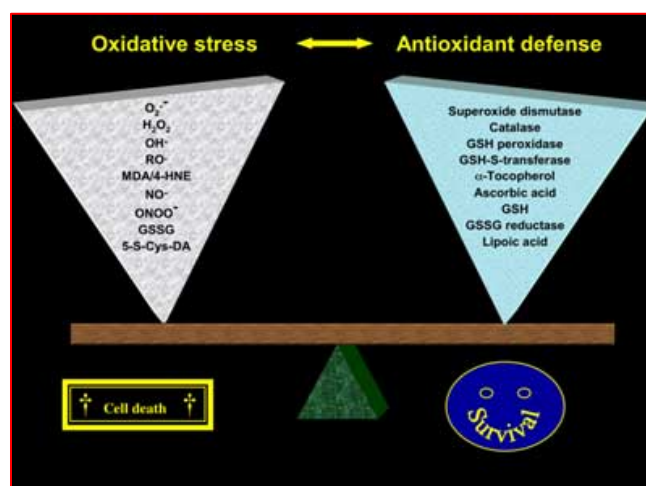 Oxidative stress
Antioxidant defense
O₂·⁻
H₂O₂
OH·
RO·
MDA/4-HNE
NO·
ONOO⁻
GSSG
5-S-Cys-DA
Superoxide dismutase
Catalase
GSH peroxidase
GSH-S-transferase
α-Tocopherol
Ascorbic acid
GSH
GSSG reductase
Lipoic acid
† Cell death †
Survival